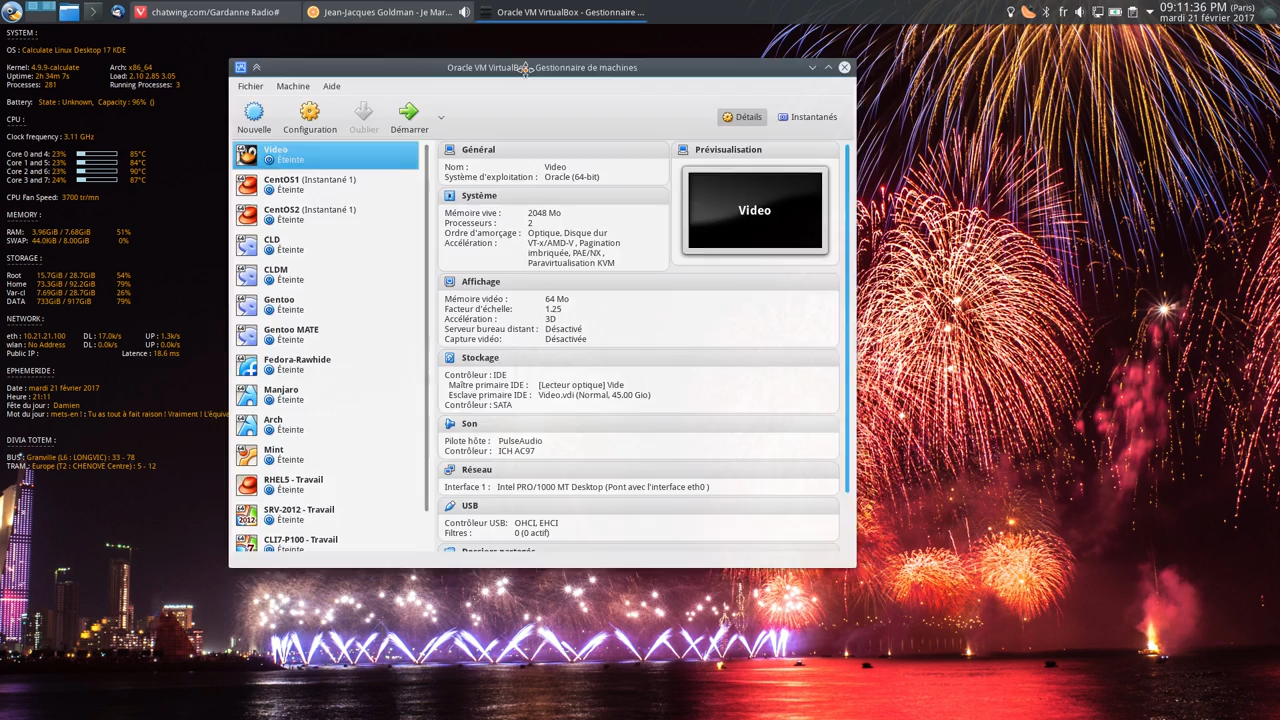 chatwing.com/Gardanne Radio#
Jean-Jacques Goldman - Je Mar...
Oracle VM VirtualBox - Gestionnaire ...
fr
09:11:36 PM (Paris)
mardi 21 février 2017
SYSTEM :
OS : Calculate Linux Desktop 17 KDE
Kernel: 4.9.9-calculate Arch: x86_64
Uptime: 2h 34m 7s Load: 2.10 2.85 3.05
Processes: 281 Running Processes: 3
Battery: State : Unknown, Capacity : 96% ()
CPU :
Clock frequency : 3.11 GHz
Core 0 and 4: 23% 85°C
Core 1 and 5: 23% 84°C
Core 2 and 6: 23% 90°C
Core 3 and 7: 24% 87°C
CPU Fan Speed: 3700 tr/mn
MEMORY :
RAM: 3.96GiB / 7.68GiB 51%
SWAP: 44.0KiB / 8.00GiB 0%
STORAGE :
Root 15.7GiB / 28.7GiB 54%
Home 73.3GiB / 92.2GiB 79%
Var-cl 7.69GiB / 28.7GiB 26%
DATA 733GiB / 917GiB 79%
NETWORK :
eth : 10.21.21.100 DL : 17.0k/s UP : 1.3k/s
wlan : No Address DL : 0.0k/s UP : 0.0k/s
Public IP : Latence : 18.6 ms
EPHEMERIDE :
Date : mardi 21 février 2017
Heure : 21:11
Fête du jour : Damien
Mot du jour : mets-en ! : Tu as tout à fait raison ! Vraiment ! L'équiva
DIVIA TOTEM :
BUS : Granville (L6 : LONGVIC) : 33 - 78
TRAM : Europe (T2 : CHENOVE Centre) : 5 - 12
Oracle VM VirtualBox - Gestionnaire de machines
Fichier Machine Aide
Nouvelle Configuration Oublier Démarrer Détails Instantanés
Video
Éteinte
CentOS1 (Instantané 1)
Éteinte
CentOS2 (Instantané 1)
Éteinte
CLD
Éteinte
CLDM
Éteinte
Gentoo
Éteinte
Gentoo MATE
Éteinte
Fedora-Rawhide
Éteinte
Manjaro
Éteinte
Arch
Éteinte
Mint
Éteinte
RHEL5 - Travail
Éteinte
SRV-2012 - Travail
Éteinte
CLI7-P100 - Travail
Éteinte
Général
Nom : Video
Système d'exploitation : Oracle (64-bit)
Système
Mémoire vive : 2048 Mo
Processeurs : 2
Ordre d'amorçage : Optique, Disque dur
Accélération : VT-x/AMD-V , Pagination
imbriquée, PAE/NX ,
Paravirtualisation KVM
Prévisualisation
Video
Affichage
Mémoire vidéo : 64 Mo
Facteur d'échelle: 1.25
Accélération : 3D
Serveur bureau distant : Désactivé
Capture vidéo: Désactivée
Stockage
Contrôleur : IDE
Maître primaire IDE : [Lecteur optique] Vide
Esclave primaire IDE : Video.vdi (Normal, 45.00 Gio)
Contrôleur : SATA
Son
Pilote hôte : PulseAudio
Contrôleur : ICH AC97
Réseau
Interface 1 : Intel PRO/1000 MT Desktop (Pont avec l'interface eth0 )
USB
Contrôleur USB: OHCI, EHCI
Filtres : 0 (0 actif)
Dossiers partagés